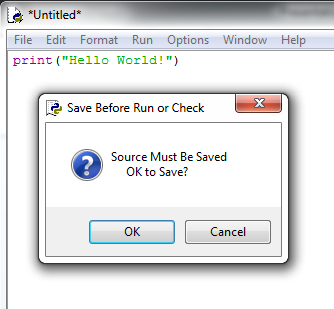 *Untitled*
File Edit Format Run Options Window Help
print("Hello World!")
Save Before Run or Check
Source Must Be Saved
OK to Save?
OK Cancel